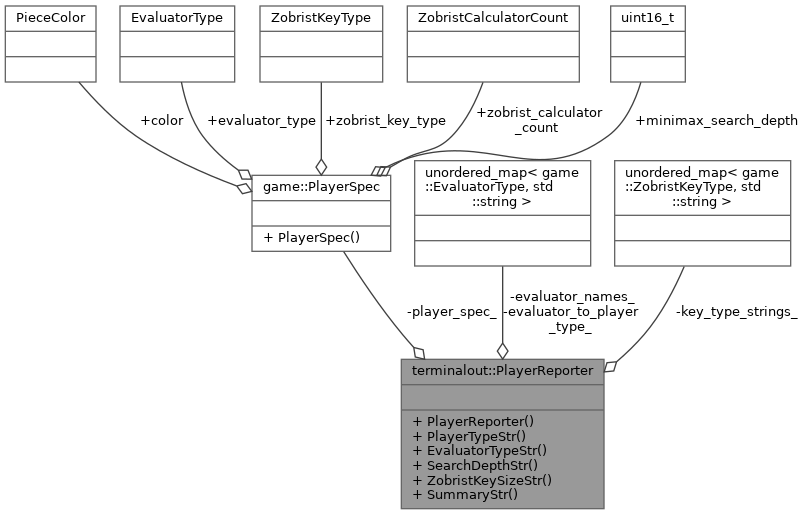 PieceColor
EvaluatorType
ZobristKeyType
ZobristCalculatorCount
uint16_t
+color
+evaluator_type
+zobrist_key_type
+zobrist_calculator
_count
+minimax_search_depth
game::PlayerSpec
+ PlayerSpec()
unordered_map< game
::EvaluatorType, std
::string >
unordered_map< game
::ZobristKeyType, std
::string >
-player_spec_
-evaluator_names_
-evaluator_to_player
_type_
-key_type_strings_
terminalout::PlayerReporter
+ PlayerReporter()
+ PlayerTypeStr()
+ EvaluatorTypeStr()
+ SearchDepthStr()
+ ZobristKeySizeStr()
+ SummaryStr()